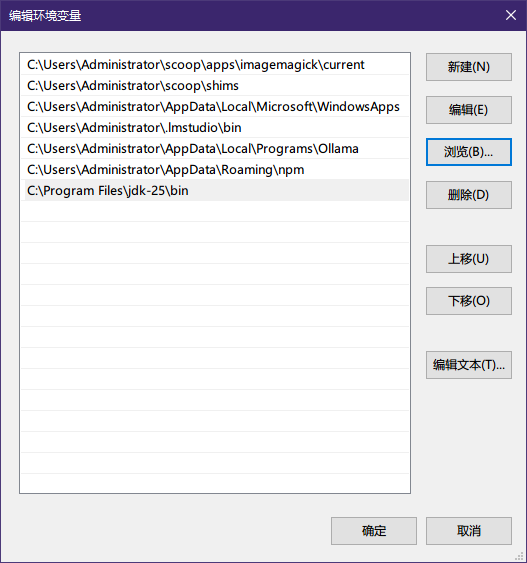 编辑环境变量
C:\Users\Administrator\scoop\apps\imagemagick\current
C:\Users\Administrator\scoop\shims
C:\Users\Administrator\AppData\Local\Microsoft\WindowsApps
C:\Users\Administrator\.lmstudio\bin
C:\Users\Administrator\AppData\Local\Programs\Ollama
C:\Users\Administrator\AppData\Roaming\npm
C:\Program Files\jdk-25\bin
新建(N)
编辑(E)
浏览(B)...
删除(D)
上移(U)
下移(O)
编辑文本(T)...
确定
取消